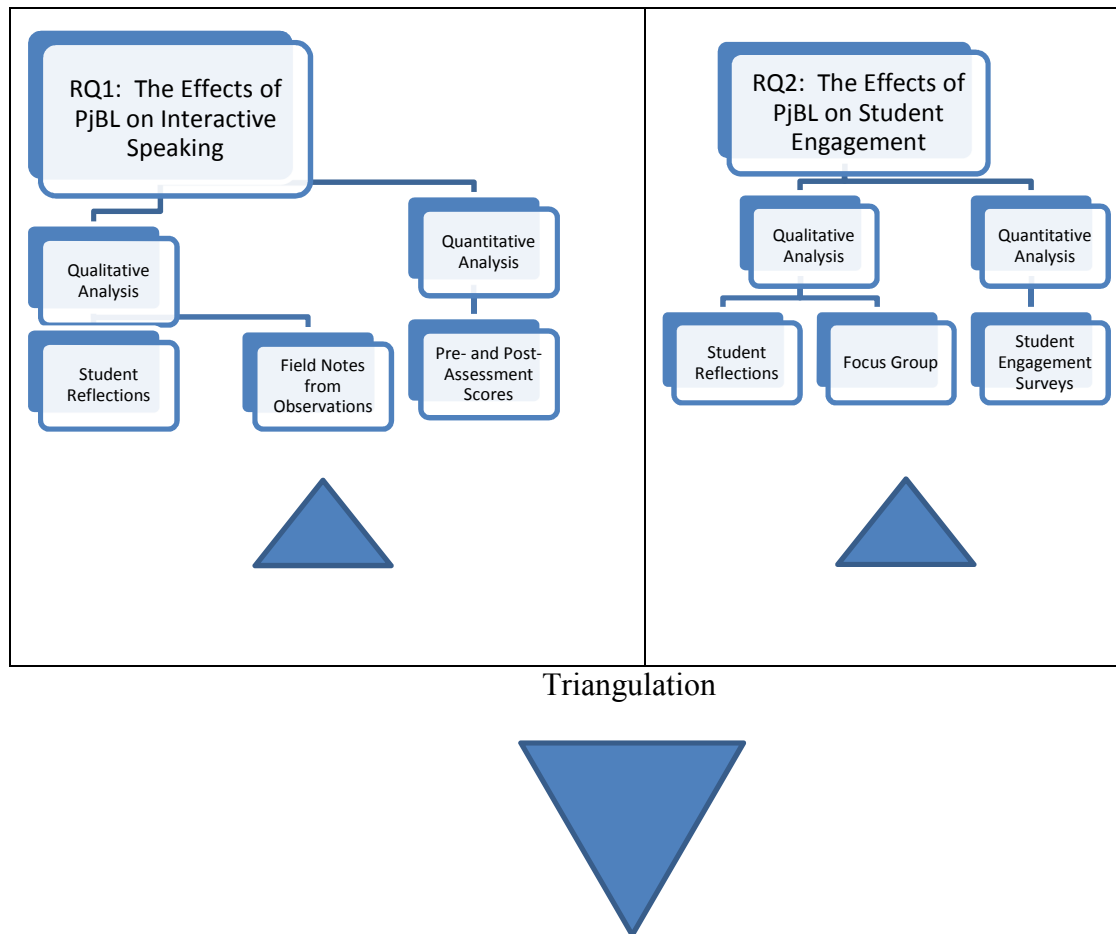 RQ1: The Effects of
PjBL on Interactive
Speaking
Qualitative
Analysis
Student
Reflections
Field Notes
from
Observations
Quantitative
Analysis
Pre- and Post-
Assessment
Scores
RQ2: The Effects of
PjBL on Student
Engagement
Qualitative
Analysis
Student
Reflections
Focus Group
Quantitative
Analysis
Student
Engagement
Surveys
Triangulation